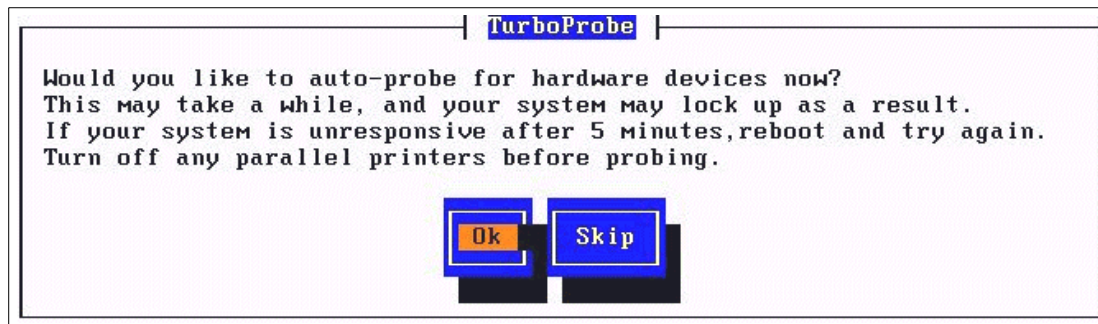 TurboProbe
Would you like to auto-probe for hardware devices now?
This may take a while, and your system may lock up as a result.
If your system is unresponsive after 5 minutes,reboot and try again.
Turn off any parallel printers before probing.
Ok Skip